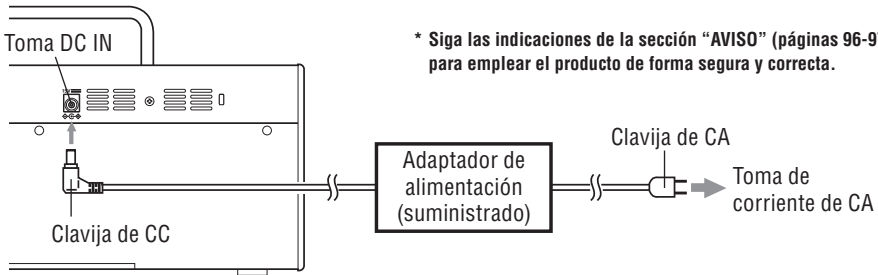 Toma DC IN
* Siga las indicaciones de la sección “AVISO” (páginas 96-9
para emplear el producto de forma segura y correcta.
Clavija de CA
Adaptador de
alimentación
(suministrado)
Toma de
corriente de CA
Clavija de CC